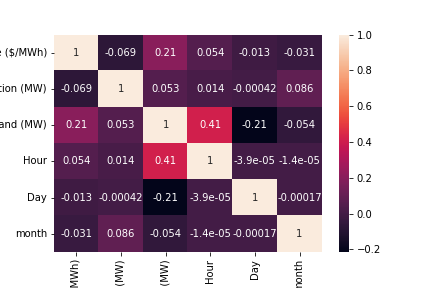 e ($/MWh) 1 -0.069 0.21 0.054 -0.013 -0.031
tion (MW) -0.069 1 0.053 0.014 -0.00042 0.086
and (MW) 0.21 0.053 1 0.41 -0.21 -0.054
Hour 0.054 0.014 0.41 1 -3.9e-05 -1.4e-05
Day -0.013 -0.00042 -0.21 -3.9e-05 1 -0.00017
month -0.031 0.086 -0.054 -1.4e-05 -0.00017 1
MWh) (MW) (MW) Hour Day month
1.0
0.8
0.6
0.4
0.2
0.0
-0.2